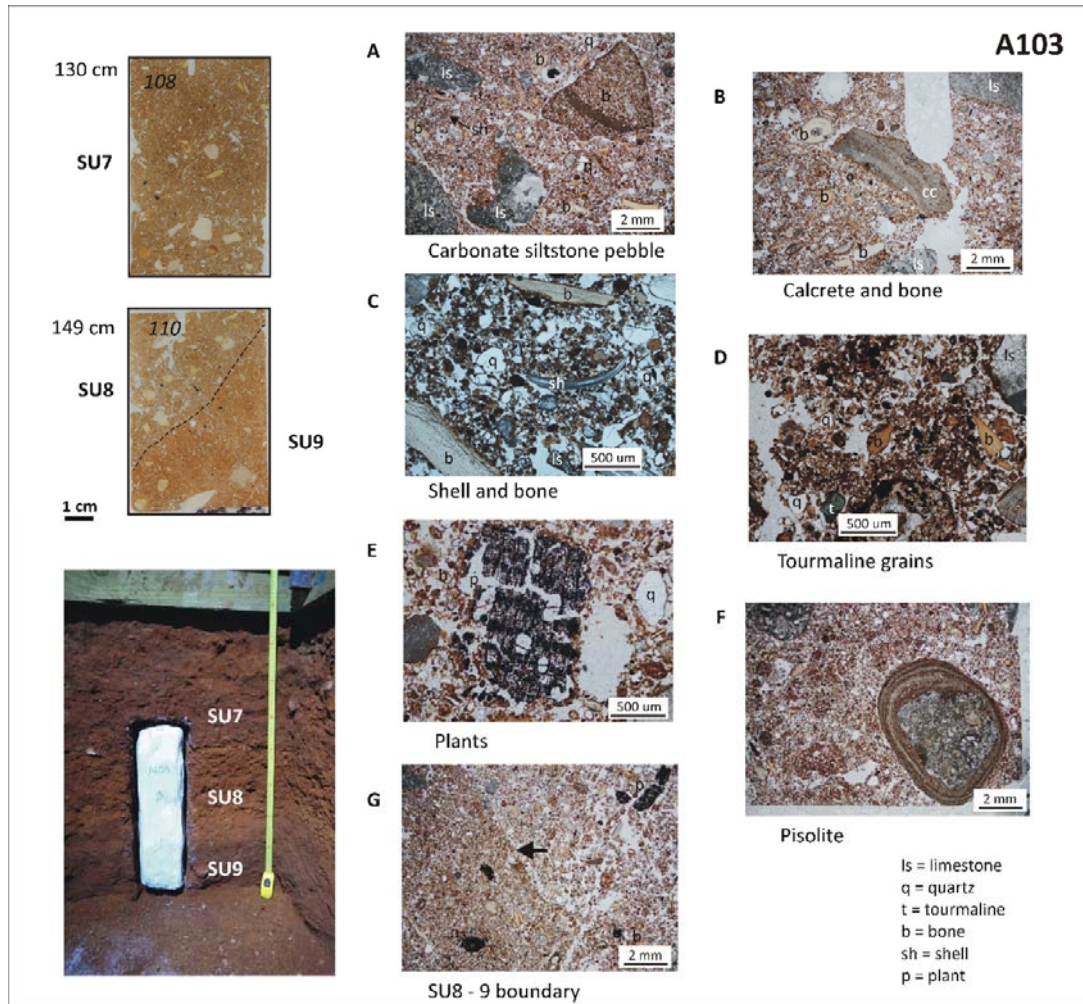 A103
130 cm
108
SU7
149 cm
110
SU8
SU9
1 cm
SU7
SU8
SU9
A
q
b
ls
b
b
sh
q
ls
ls
b
2 mm
Carbonate siltstone pebble
B
ls
b
cc
b
b
ls
2 mm
Calcrete and bone
C
b
q
q
sh
q
b
ls
500 um
Shell and bone
D
ls
q
b
b
q
t
500 um
Tourmaline grains
E
b
p
q
500 um
Plants
F
2 mm
Pisolite
G
p
b
2 mm
SU8 - 9 boundary
ls = limestone
q = quartz
t = tourmaline
b = bone
sh = shell
p = plant